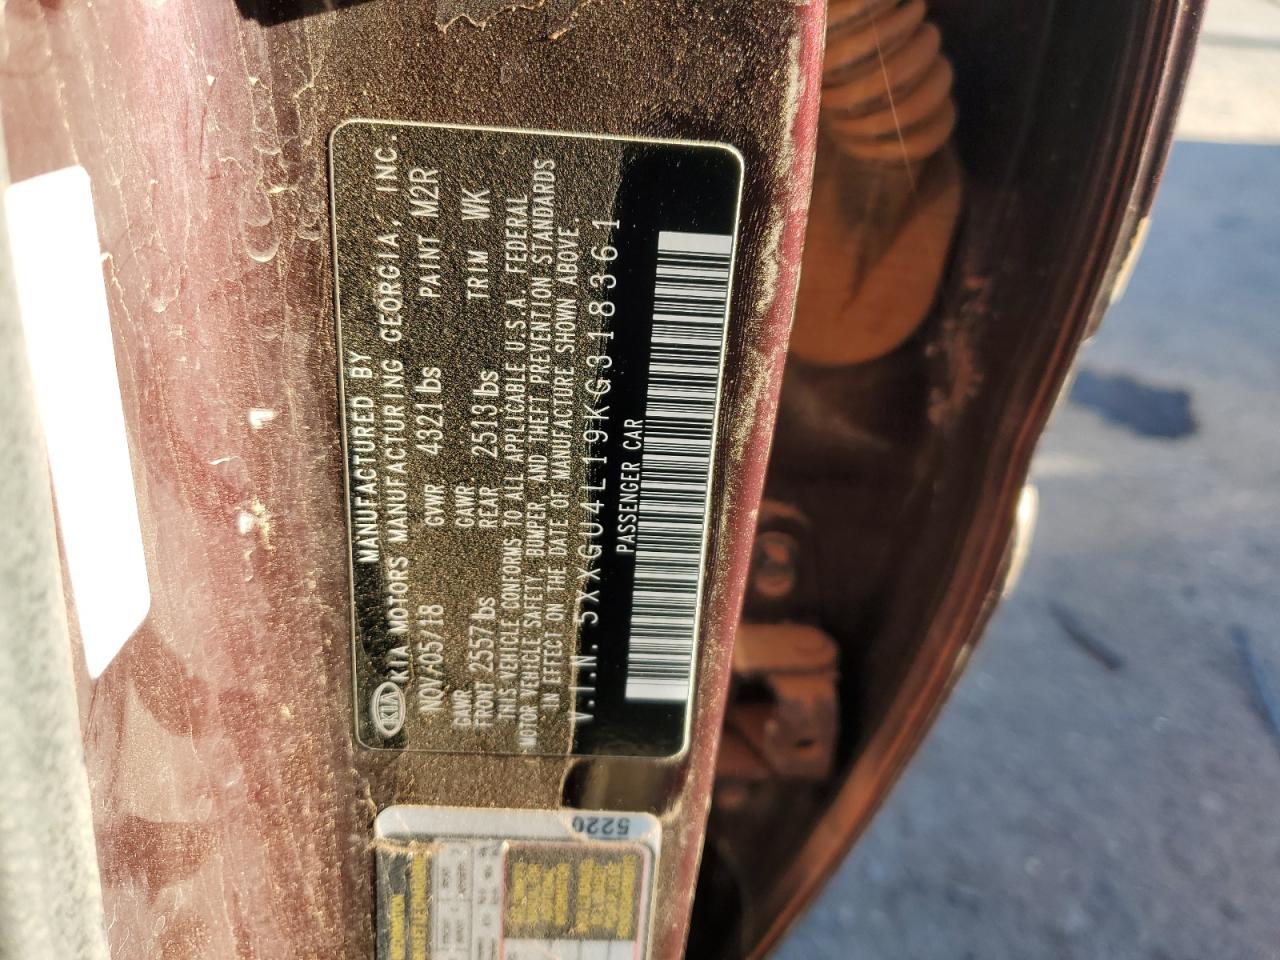 KIA
MANUFACTURED BY
KIA MOTORS MANUFACTURING GEORGIA, INC.
NOV/05/18 GVWR 4321lbs PAINT M2R
GAWR FRONT 2557lbs GAWR REAR 2513lbs TRIM WK
THIS VEHICLE CONFORMS TO ALL APPLICABLE U.S.A. FEDERAL
MOTOR VEHICLE SAFETY, BUMPER, AND THEFT PREVENTION STANDARDS
IN EFFECT ON THE DATE OF MANUFACTURE SHOWN ABOVE.
V.I.N. 5XXGU4L19KG318361
PASSENGER CAR
5220